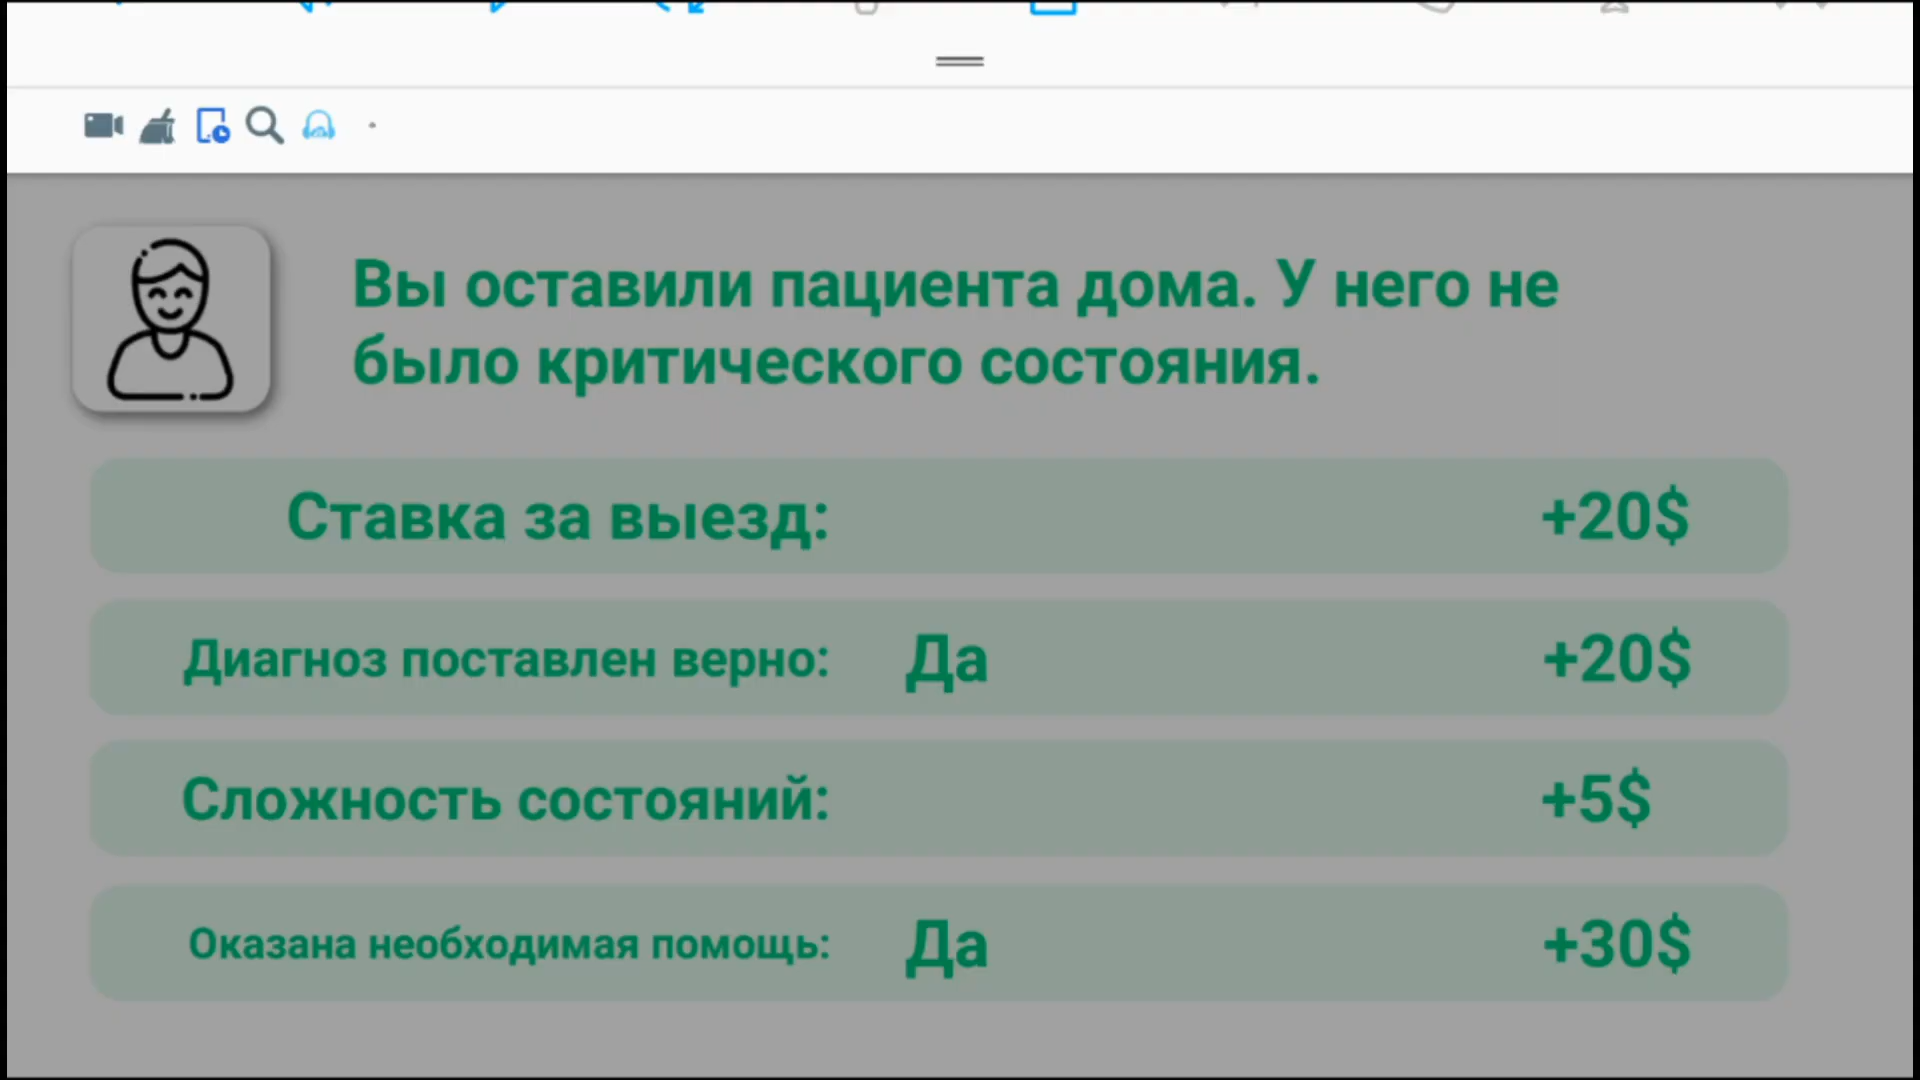 Вы оставили пациента дома. У него не
было критического состояния.
Ставка за выезд: +20$
Диагноз поставлен верно: Да +20$
Сложность состояний: +5$
Оказана необходимая помощь: Да +30$